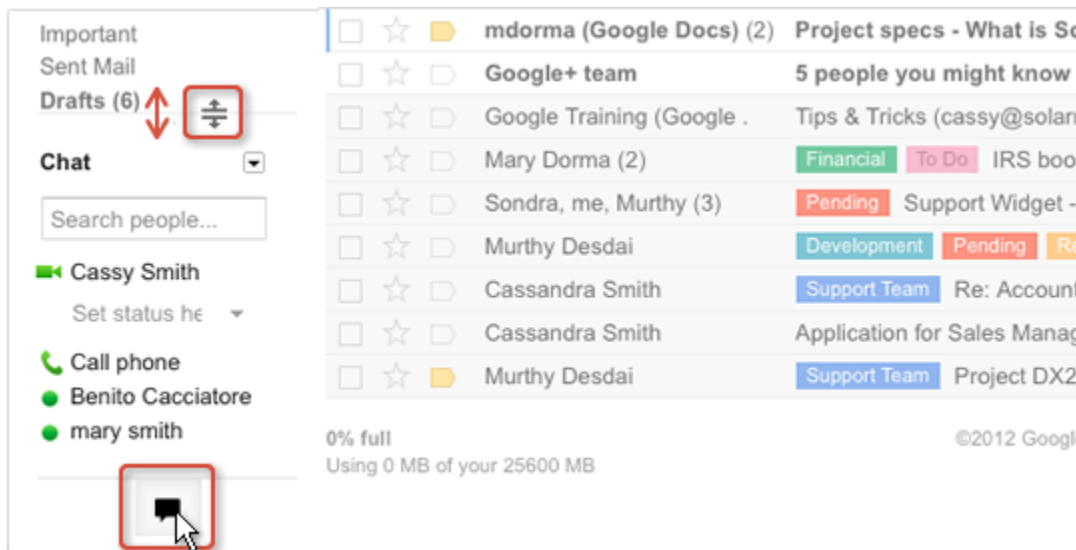 Important
Sent Mail
Drafts (6)
Chat
Search people...
Cassy Smith
Set status he
Call phone
Benito Cacciatore
mary smith
mdorma (Google Docs) (2) Project specs - What is So
Google+ team 5 people you might know
Google Training (Google . Tips & Tricks (cassy@solarm
Mary Dorma (2) Financial To Do IRS boo
Sondra, me, Murthy (3) Pending Support Widget -
Murthy Desdai Development Pending Re
Cassandra Smith Support Team Re: Account
Cassandra Smith Application for Sales Manag
Murthy Desdai Support Team Project DX2
0% full ©2012 Google
Using 0 MB of your 25600 MB